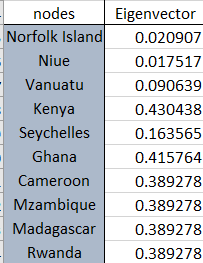 nodes Eigenvector
Norfolk Island 0.020907
Niue 0.017517
Vanuatu 0.090639
Kenya 0.430438
Seychelles 0.163565
Ghana 0.415764
Cameroon 0.389278
Mzambique 0.389278
Madagascar 0.389278
Rwanda 0.389278